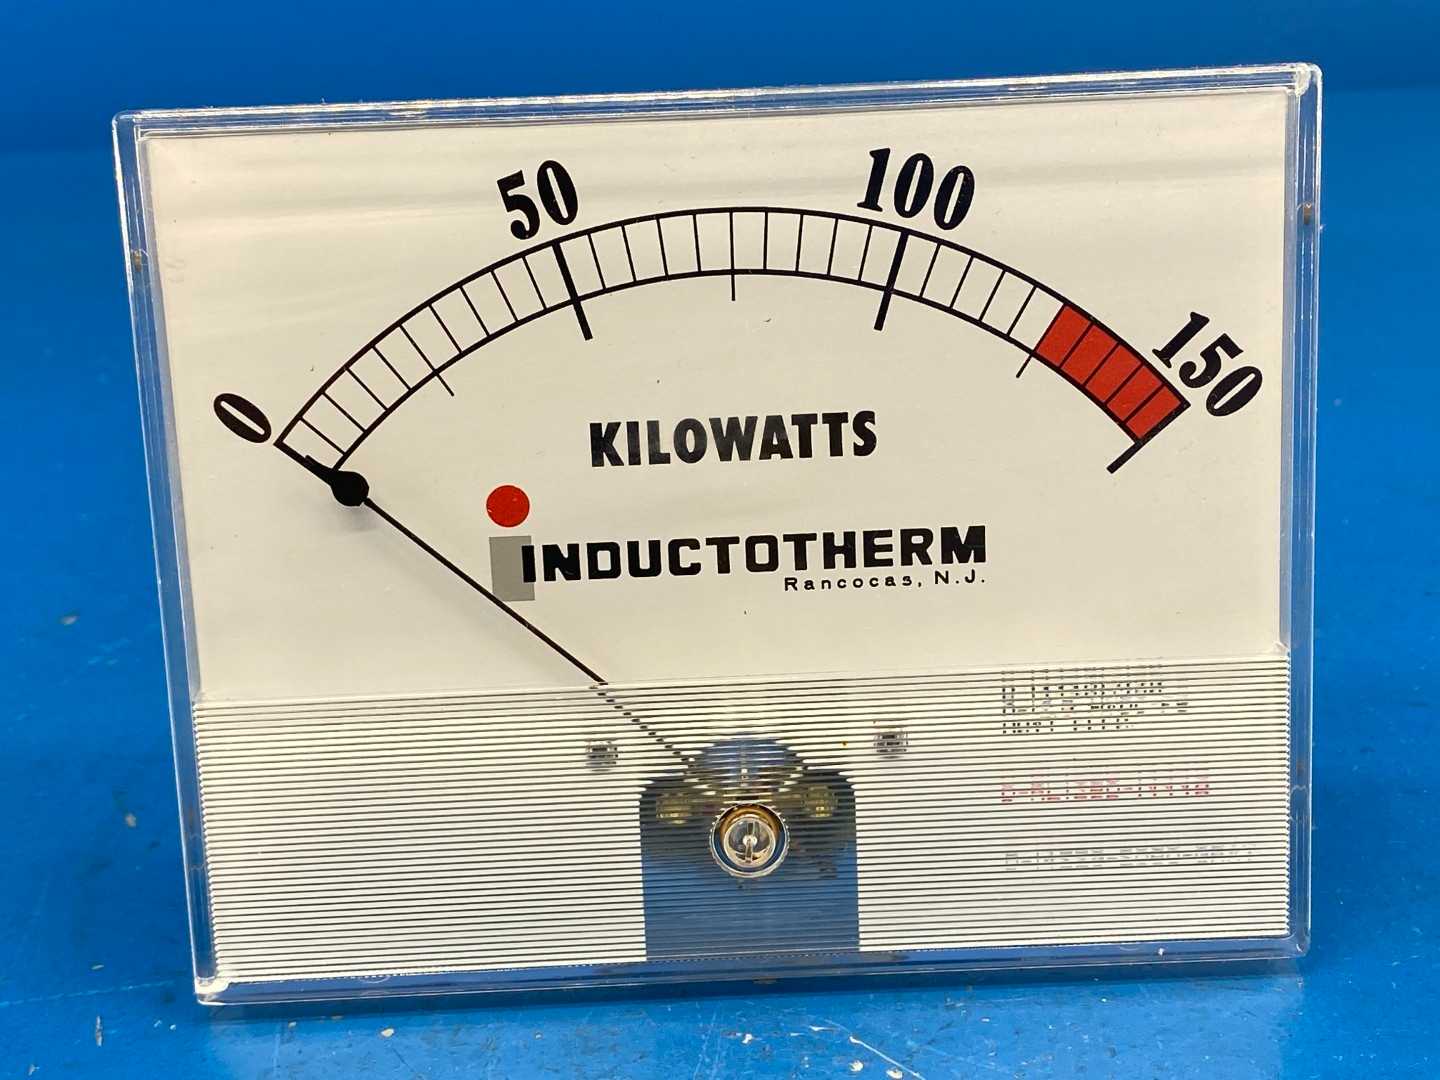 0
50
100
150
KILOWATTS
INDUCTOTHERM
Rancocas, N.J.